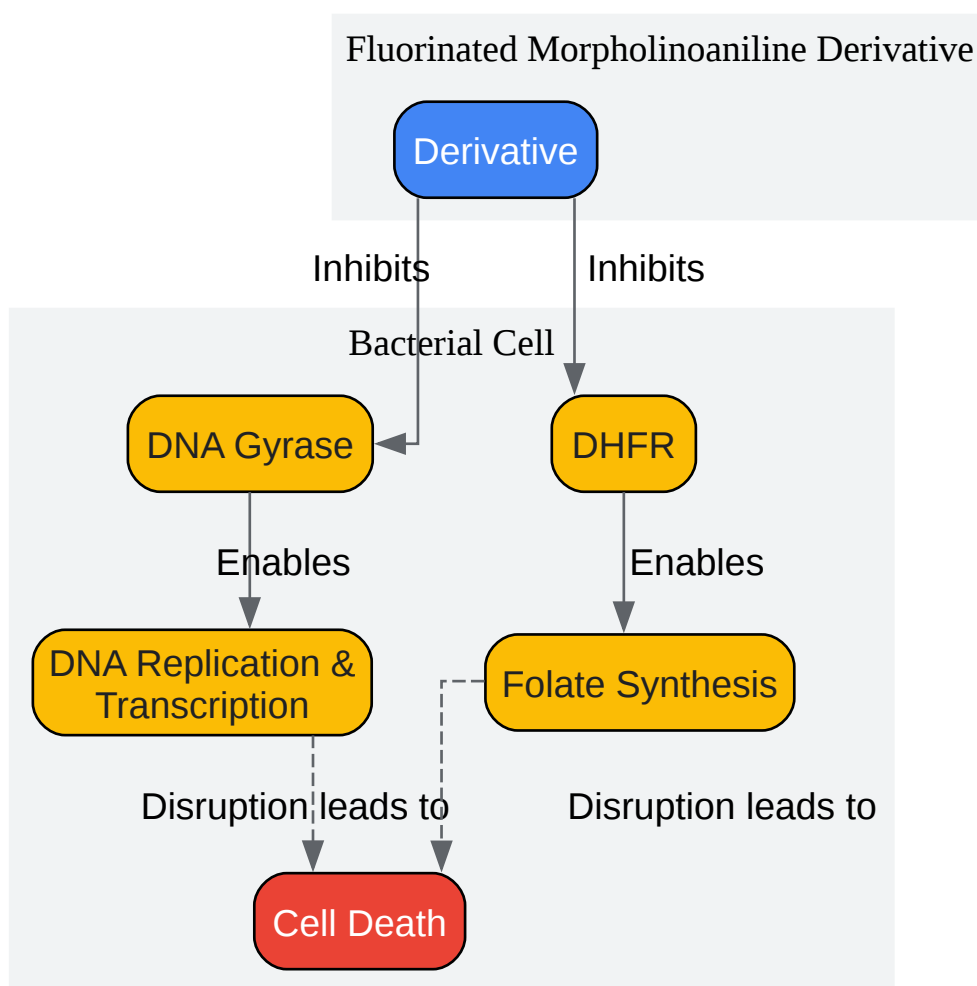 Fluorinated Morpholinoaniline Derivative
Derivative
Inhibits
Inhibits
Bacterial Cell
DNA Gyrase
DHFR
Enables
Enables
DNA Replication &
Transcription
Folate Synthesis
Disruption leads to
Disruption leads to
Cell Death